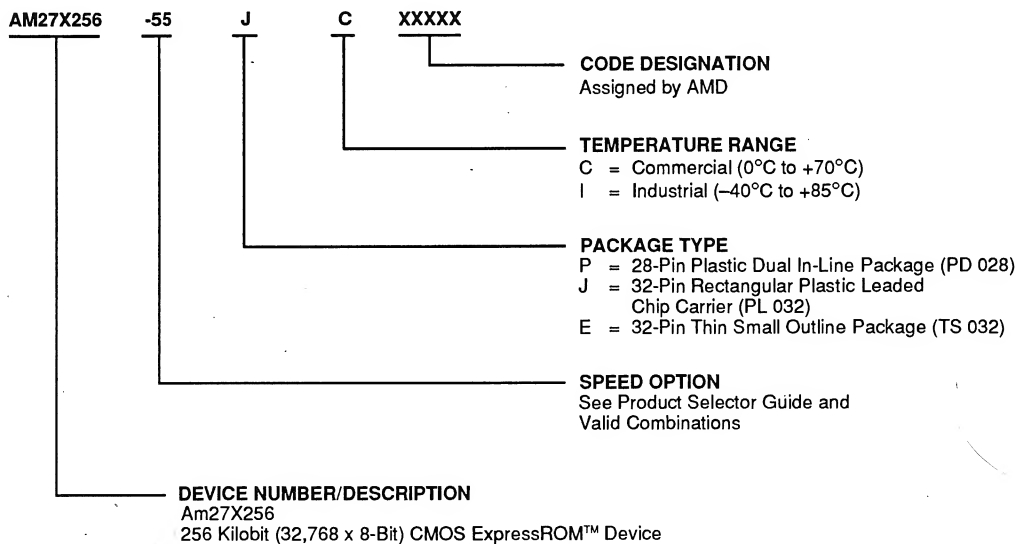 AM27X256 -55 J C XXXXX
CODE DESIGNATION
Assigned by AMD
TEMPERATURE RANGE
C = Commercial (0°C to +70°C)
I = Industrial (–40°C to +85°C)
PACKAGE TYPE
P = 28-Pin Plastic Dual In-Line Package (PD 028)
J = 32-Pin Rectangular Plastic Leaded
Chip Carrier (PL 032)
E = 32-Pin Thin Small Outline Package (TS 032)
SPEED OPTION
See Product Selector Guide and
Valid Combinations
DEVICE NUMBER/DESCRIPTION
Am27X256
256 Kilobit (32,768 x 8-Bit) CMOS ExpressROM™ Device